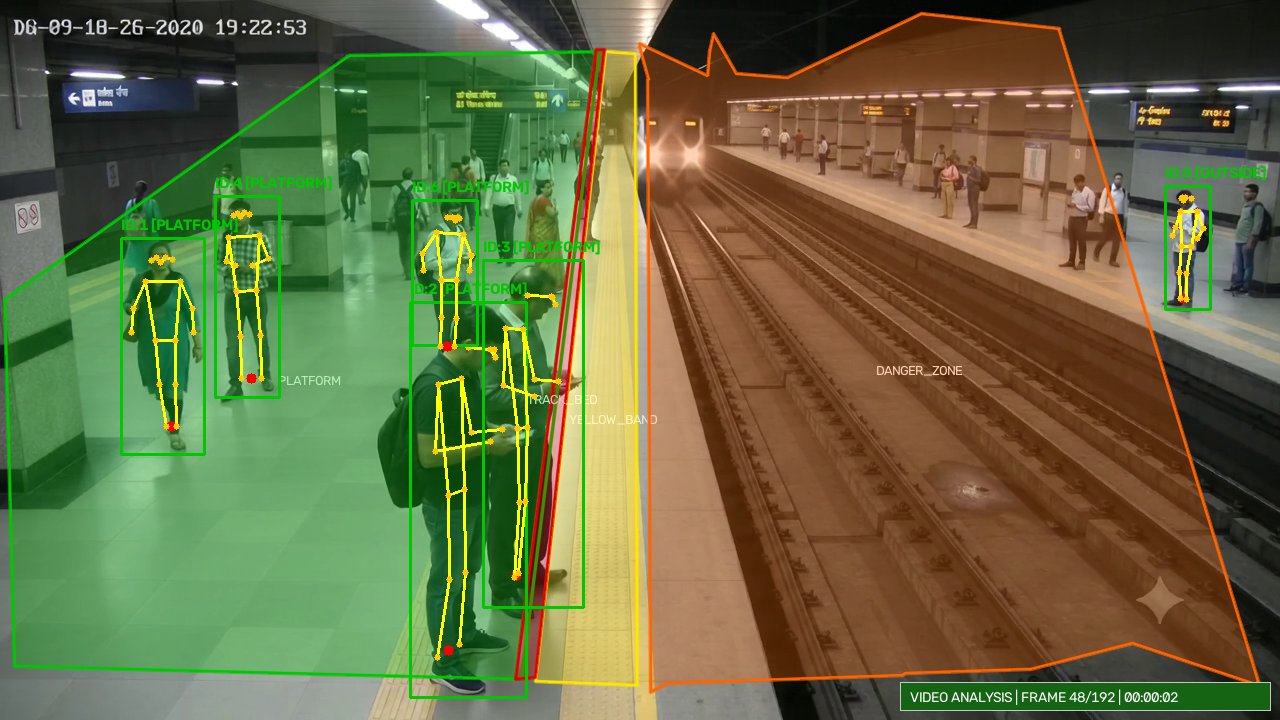 DG-09-18-26-2020 19:22:53
ID:4 [PLATFORM]
ID:6 [PLATFORM]
ID:5 [OUTSIDE]
ID:1 [PLATFORM]
ID:3 [PLATFORM]
ID:2 [PLATFORM]
PLATFORM
DANGER_ZONE
TRACK_BED
YELLOW_BAND
VIDEO ANALYSIS | FRAME 48/192 | 00:00:02